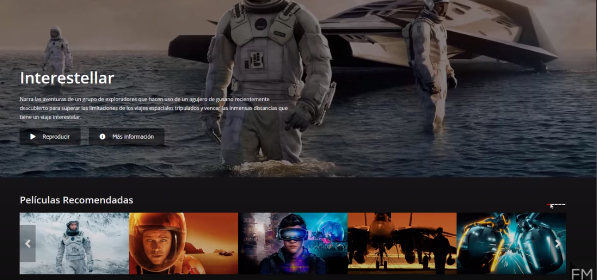 Interestellar
Narra las aventuras de un grupo de exploradores que hacen uso de un agujero de gusano recientemente
descubierto para superar las limitaciones de los viajes espaciales tripulados y vencer las inmensas distancias que
tiene un viaje interestelar.
Reproducir Más información
Películas Recomendadas
FM